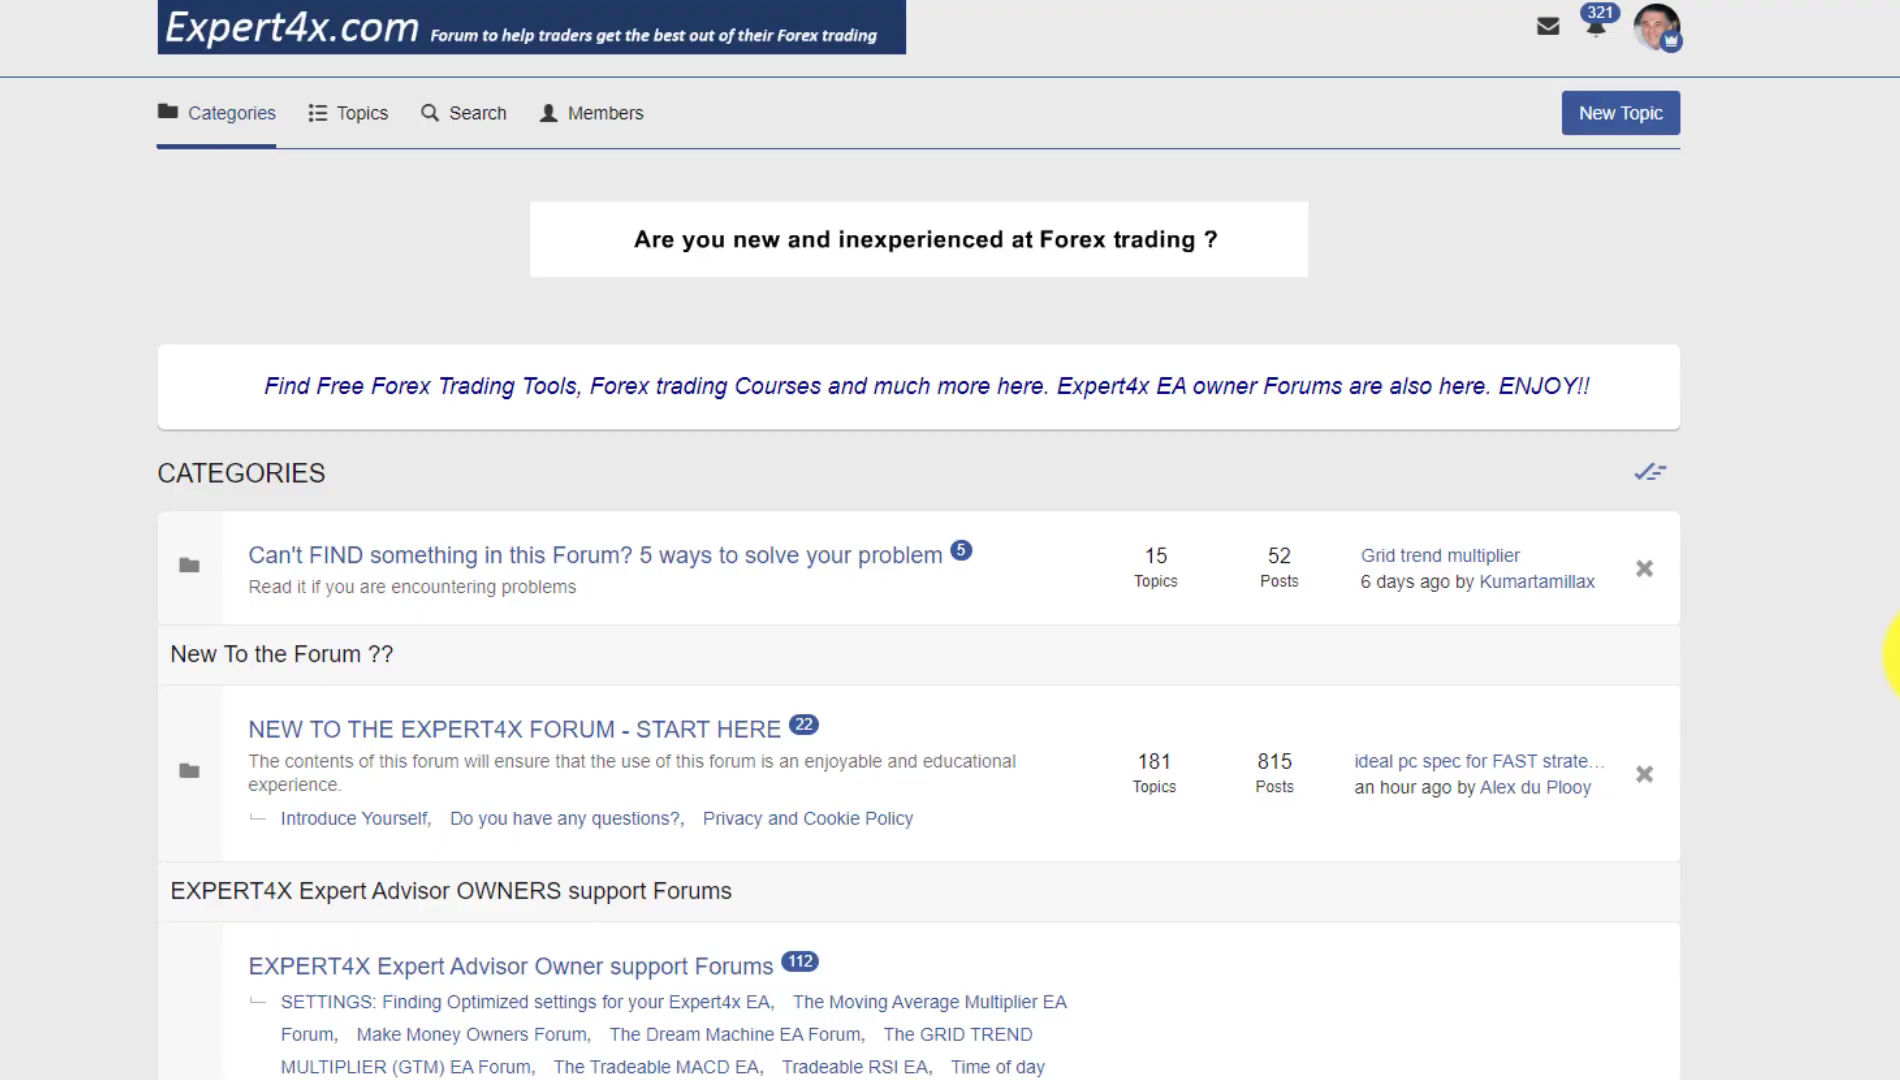 Expert4x.com Forum to help traders get the best out of their Forex trading
321
Categories Topics Search Members New Topic
Are you new and inexperienced at Forex trading ?
Find Free Forex Trading Tools, Forex trading Courses and much more here. Expert4x EA owner Forums are also here. ENJOY!!
CATEGORIES
Can't FIND something in this Forum? 5 ways to solve your problem 5
Read it if you are encountering problems
15 Topics
52 Posts
Grid trend multiplier
6 days ago by Kumartamillax
New To the Forum ??
NEW TO THE EXPERT4X FORUM - START HERE 22
The contents of this forum will ensure that the use of this forum is an enjoyable and educational
experience.
Introduce Yourself, Do you have any questions?, Privacy and Cookie Policy
181 Topics
815 Posts
ideal pc spec for FAST strate...
an hour ago by Alex du Plooy
EXPERT4X Expert Advisor OWNERS support Forums
EXPERT4X Expert Advisor Owner support Forums 112
SETTINGS: Finding Optimized settings for your Expert4x EA, The Moving Average Multiplier EA
Forum, Make Money Owners Forum, The Dream Machine EA Forum, The GRID TREND
MULTIPLIER (GTM) EA Forum, The Tradeable MACD EA, Tradeable RSI EA, Time of day